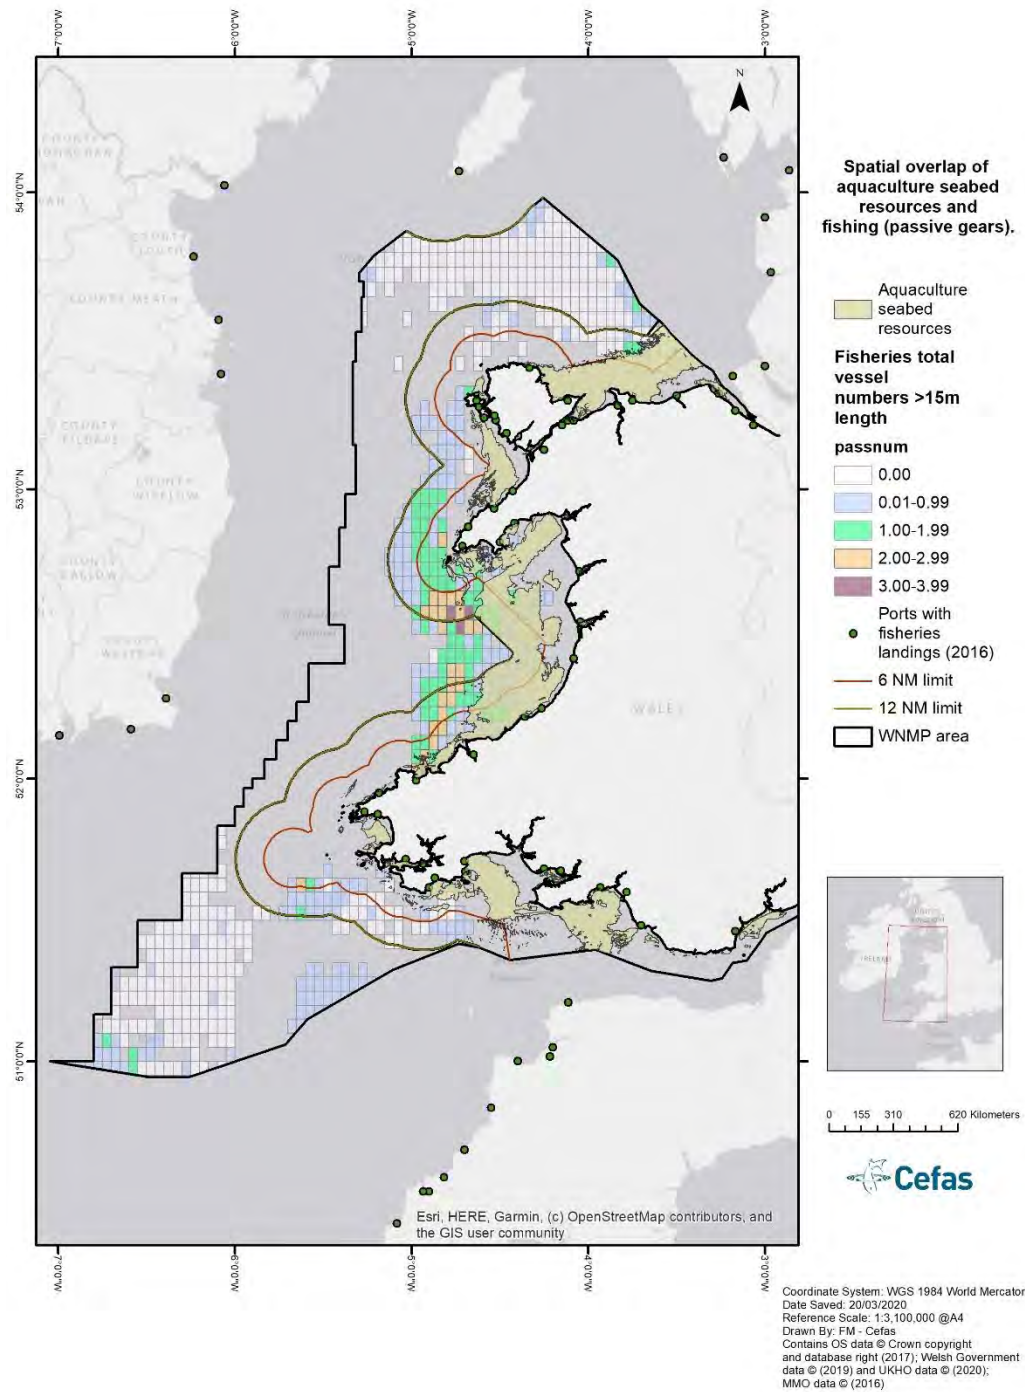 7°0'0"W
6°0'0"W
5°0'0"W
4°0'0"W
3°0'0"W
54°0'0"N
53°0'0"N
52°0'0"N
51°0'0"N
N
COUNTY
COUNTY
LOUTH
COUNTY MEATH
COUNTY
KILDARE
COUNTY
WICKLOW
COUNTY
WALES
Esri, HERE, Garmin, (c) OpenStreetMap contributors, and
the GIS user community
7°0'0"W
6°0'0"W
5°0'0"W
4°0'0"W
3°0'0"W
Spatial overlap of
aquaculture seabed
resources and
fishing (passive gears).
Aquaculture
seabed
resources
Fisheries total
vessel
numbers >15m
length
passnum
0.00
0.01-0.99
1.00-1.99
2.00-2.99
3.00-3.99
Ports with
fisheries
landings (2016)
6 NM limit
12 NM limit
WNMP area
UNITED
KINGDOM
IRELAND
0 155 310 620 Kilometers
Cefas
Coordinate System: WGS 1984 World Mercator
Date Saved: 20/03/2020
Reference Scale: 1:3,100,000 @A4
Drawn By: FM - Cefas
Contains OS data © Crown copyright
and database right (2017); Welsh Government
data © (2019) and UKHO data © (2020);
MMO data © (2016)